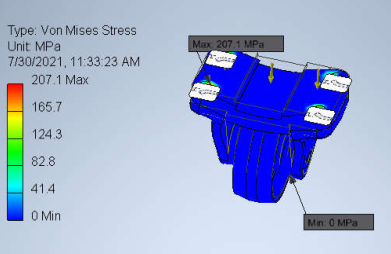 Type: Von Mises Stress
Unit: MPa
7/30/2021, 11:33:23 AM
207.1 Max
165.7
124.3
82.8
41.4
0 Min
Max: 207.1 MPa
Min: 0 MPa